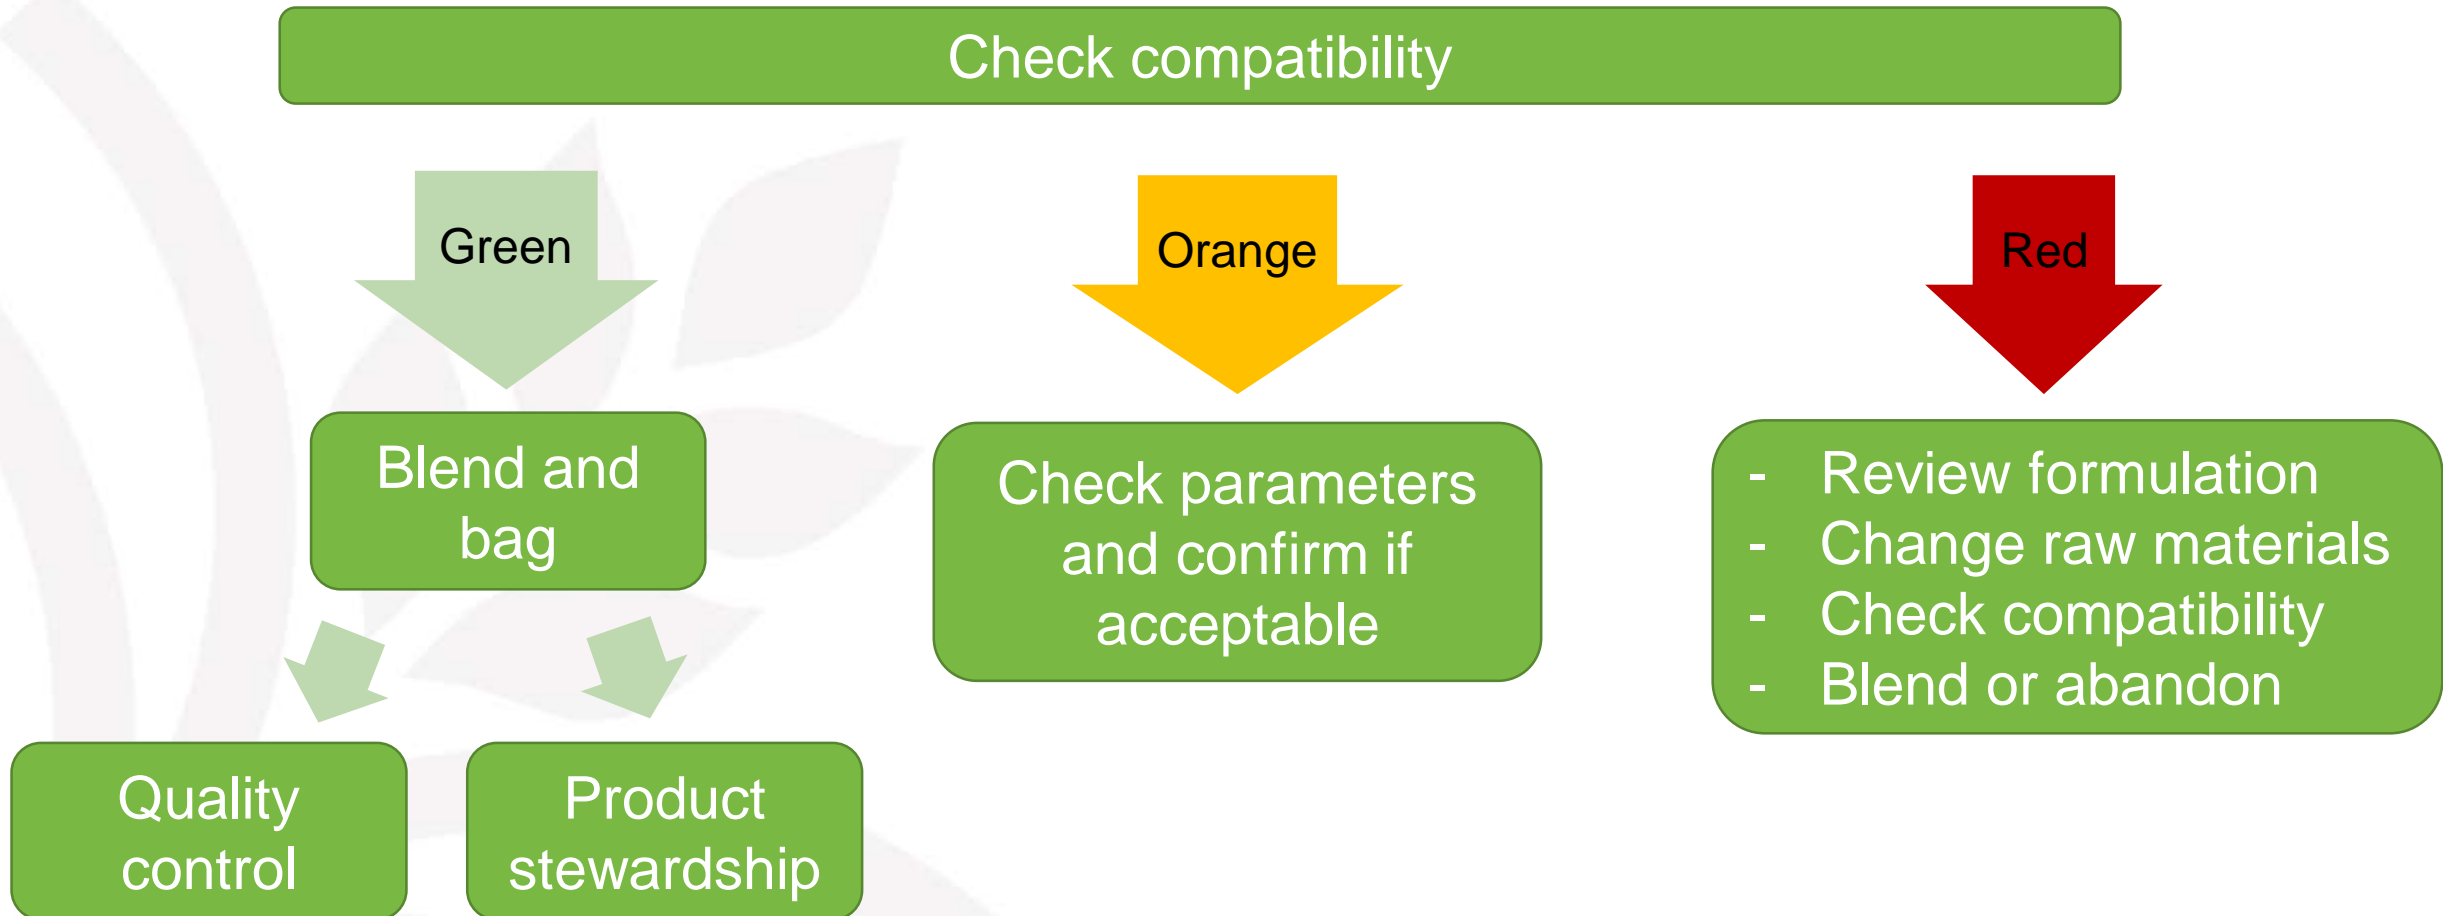 Check compatibility
Green
Orange
Red
Blend and
bag
Check parameters
and confirm if
acceptable
- Review formulation
- Change raw materials
- Check compatibility
- Blend or abandon
Quality
control
Product
stewardship